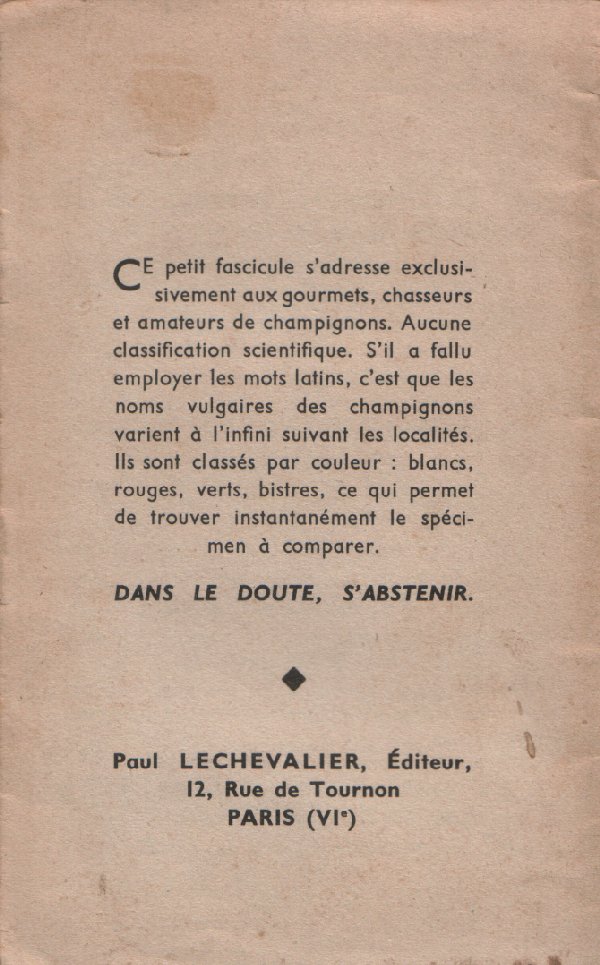 CE petit fascicule s'adresse exclusi-
sivement aux gourmets, chasseurs
et amateurs de champignons. Aucune
classification scientifique. S'il a fallu
employer les mots latins, c'est que les
noms vulgaires des champignons
varient à l'infini suivant les localités.
Ils sont classés par couleur : blancs,
rouges, verts, bistres, ce qui permet
de trouver instantanément le spéci-
men à comparer.
DANS LE DOUTE, S'ABSTENIR.
Paul LECHEVALIER, Éditeur,
12, Rue de Tournon
PARIS (VIe)